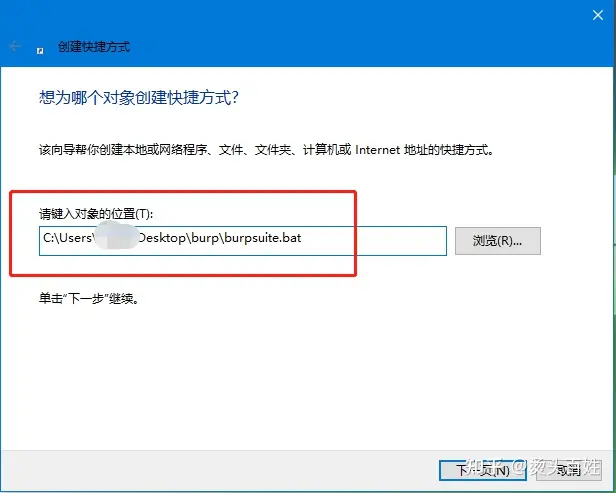 创建快捷方式
想为哪个对象创建快捷方式?
该向导帮你创建本地或网络程序、文件、文件夹、计算机或 Internet 地址的快捷方式。
请键入对象的位置(T):
C:\Users\ Desktop\burp\burpsuite.bat
浏览(R)...
单击“下一步”继续。
下一页(N)
取消
知乎 @烫头王姓